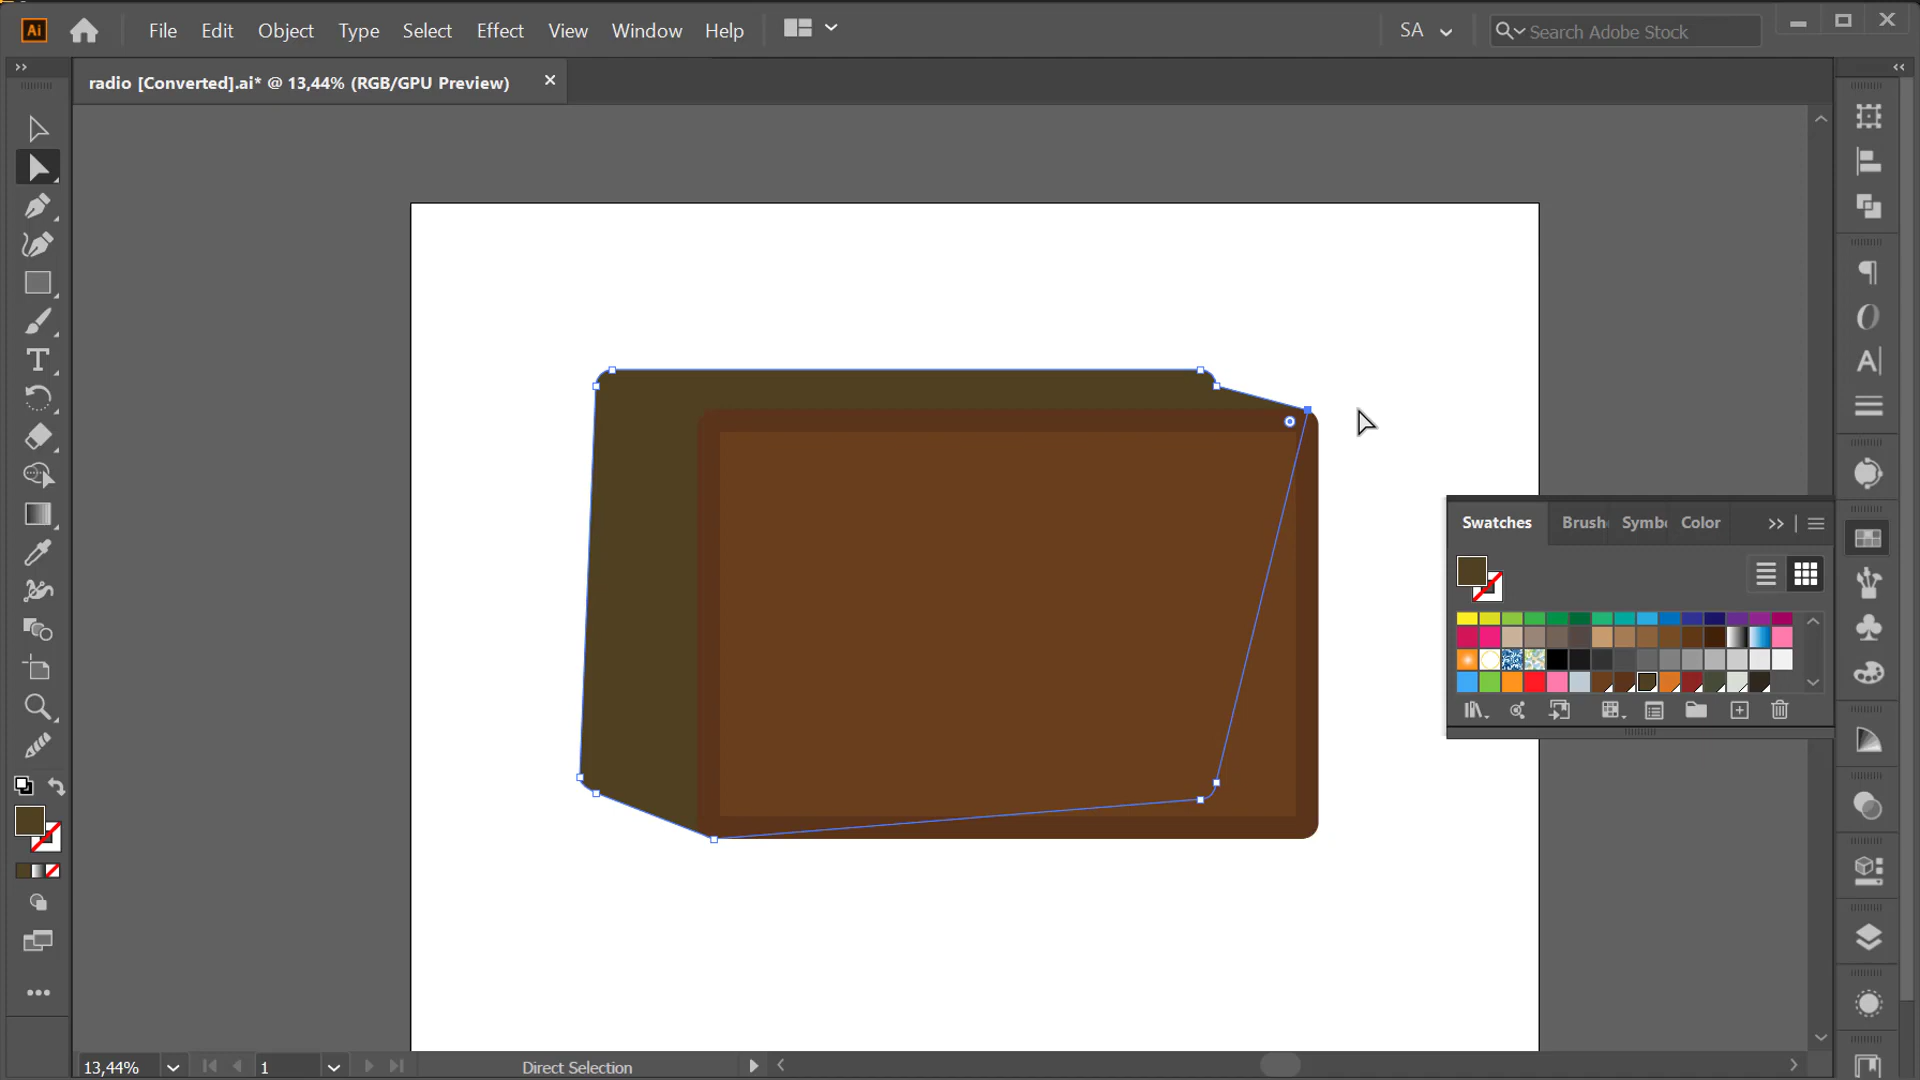 Ai File Edit Object Type Select Effect View Window Help SA Search Adobe Stock
radio [Converted].ai* @ 13,44% (RGB/GPU Preview)
Swatches Brush Symb Color
13,44% 1 Direct Selection